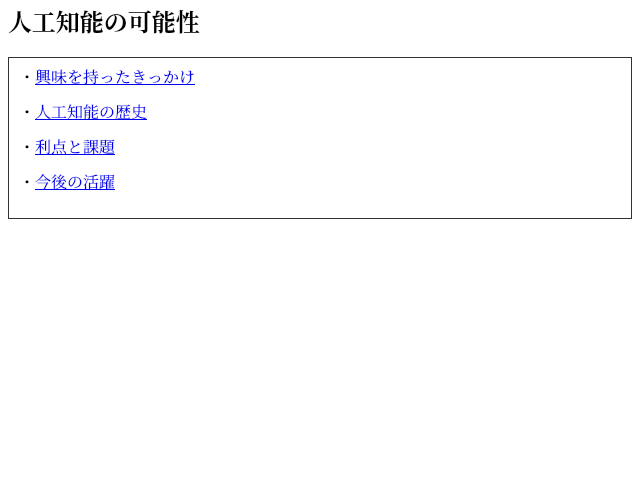 人工知能の可能性
・興味を持ったきっかけ
・人工知能の歴史
・利点と課題
・今後の活躍